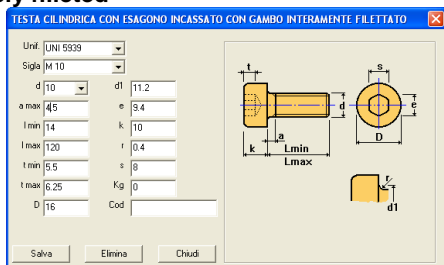 TESTA CILINDRICA CON ESAGONO INCASSATO CON GAMBO INTERAMENTE FILETTATO
Unif. UNI 5939
Sigla M 10
d 10 d1 11.2
a max 4.5 e 9.4
l min 14 k 10
l max 120 r 0.4
t min 5.5 s 8
t max 6.25 Kg 0
D 16 Cod
Salva Elimina Chiudi
t s
d e
a
k Lmin D
Lmax
r
d1